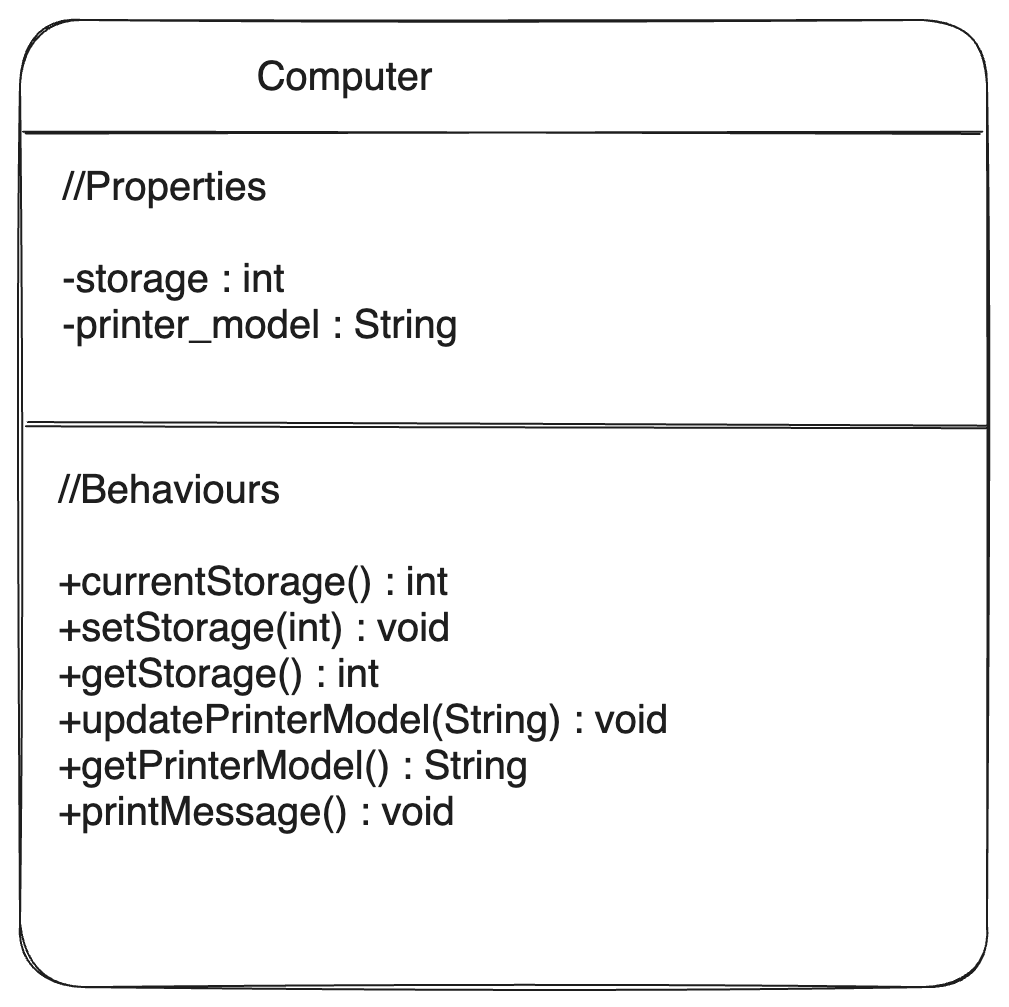 Computer
//Properties
-storage : int
-printer_model : String
//Behaviours
+currentStorage() : int
+setStorage(int) : void
+getStorage() : int
+updatePrinterModel(String) : void
+getPrinterModel() : String
+printMessage() : void